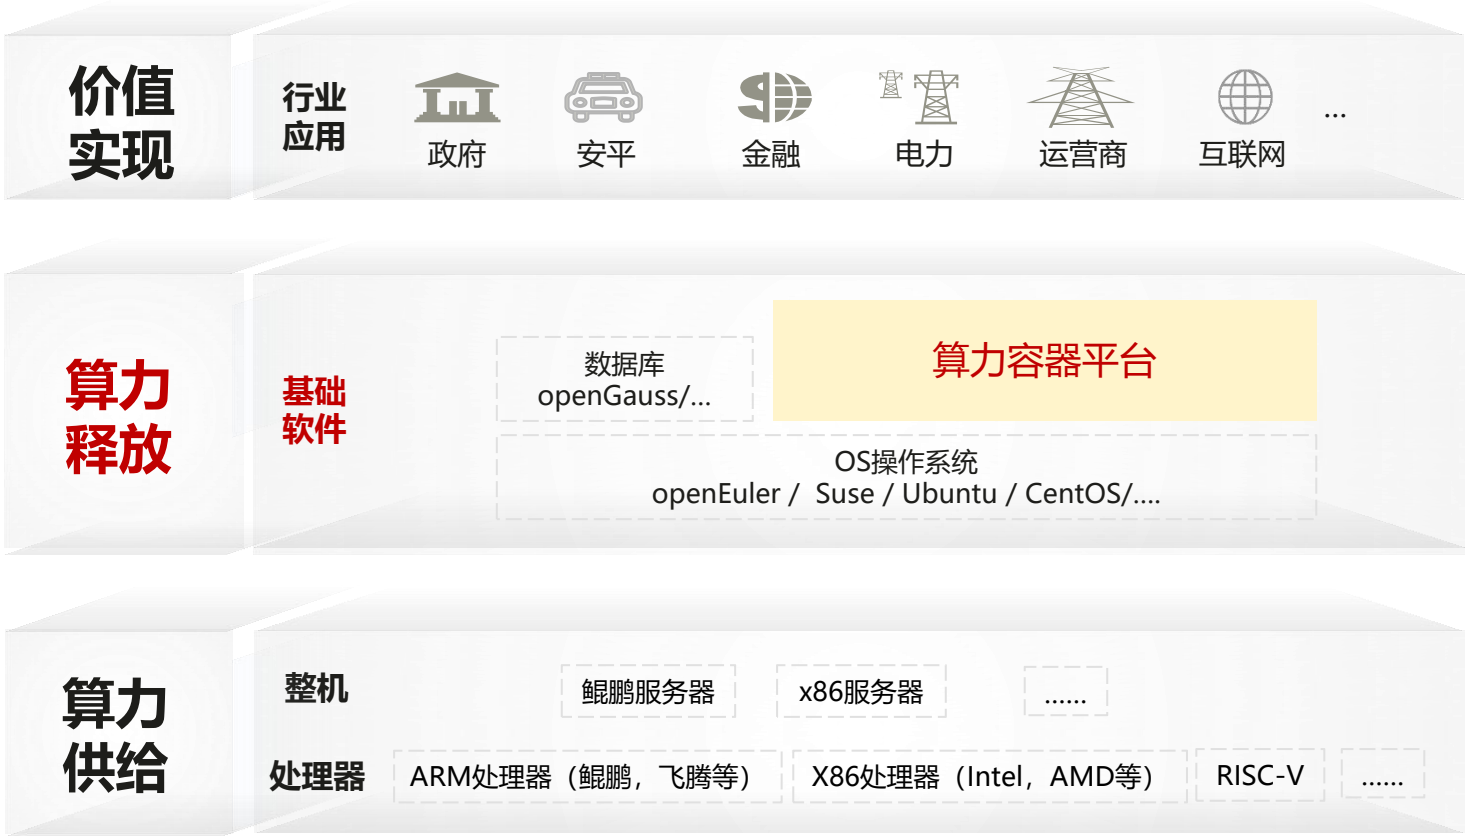 价值
实现
行业
应用
政府
安平
金融
电力
运营商
互联网
...
算力
释放
基础
软件
数据库
openGauss/...
算力容器平台
OS操作系统
openEuler / Suse / Ubuntu / CentOS/....
算力
供给
整机
鲲鹏服务器
x86服务器
......
处理器
ARM处理器（鲲鹏，飞腾等）
X86处理器（Intel，AMD等）
RISC-V
......